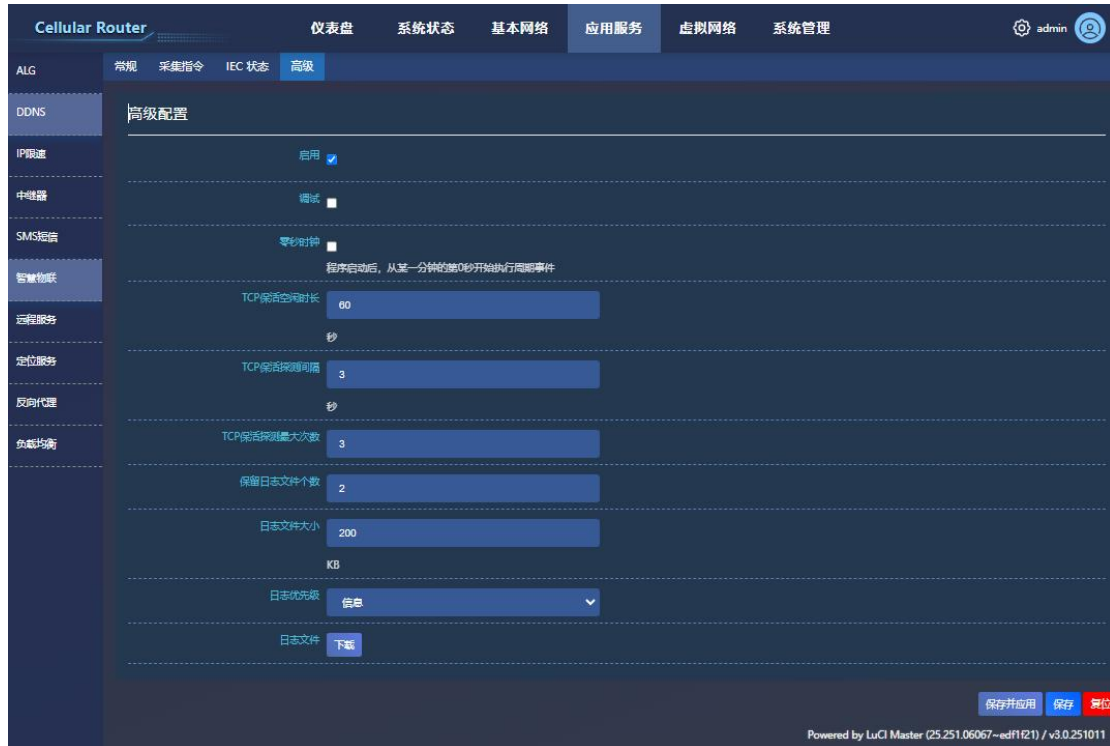 Cellular Router 仪表盘 系统状态 基本网络 应用服务 虚拟网络 系统管理 admin
ALG
DDNS
IP限速
中继器
SMS短信
智慧物联
远程服务
定位服务
反向代理
负载均衡
常规 采集指令 IEC 状态 高级
高级配置
启用
调试
零秒时钟
程序启动后，从某一分钟的第0秒开始执行周期事件
TCP保活空闲时长 60
秒
TCP保活探测间隔 3
秒
TCP保活探测最大次数 3
保留日志文件个数 2
日志文件大小 200
KB
日志优先级 信息
日志文件 下载
保存并应用 保存 复位
Powered by LuCI Master (25.251.06067~edf1f21) / v3.0.251011